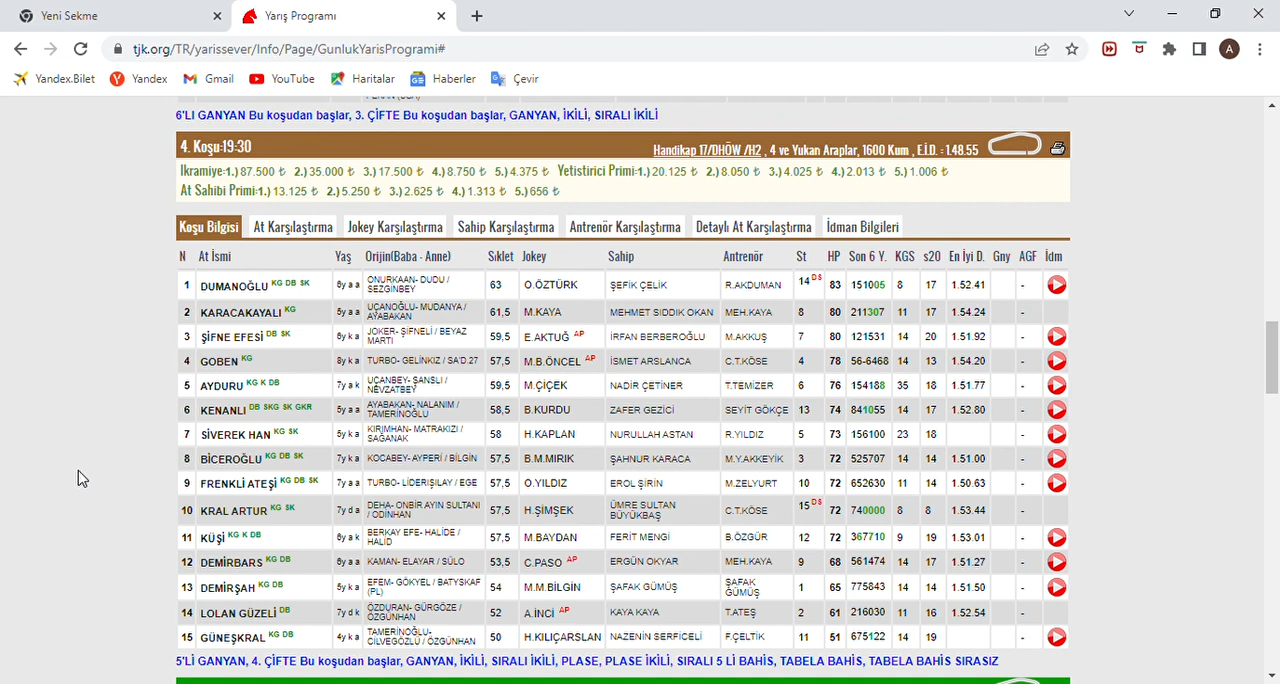 Yeni Sekme
Yarış Programı
tjk.org/TR/yarissever/Info/Page/GunlukYarisProgrami#
A
Yandex.Bilet Yandex Gmail YouTube Haritalar Haberler Çevir
6'LI GANYAN Bu koşudan başlar, 3. ÇİFTE Bu koşudan başlar, GANYAN, İKİLİ, SIRALI İKİLİ
4. Koşu:19:30 Handikap 17/DHÖW /H2 , 4 ve Yukarı Araplar, 1600 Kum , E.İ.D. : 1.48.55
İkramiye:1.) 87.500 ₺ 2.) 35.000 ₺ 3.) 17.500 ₺ 4.) 8.750 ₺ 5.) 4.375 ₺ Yetiştirici Primi:1.) 20.125 ₺ 2.) 8.050 ₺ 3.) 4.025 ₺ 4.) 2.013 ₺ 5.) 1.006 ₺
At Sahibi Primi:1.) 13.125 ₺ 2.) 5.250 ₺ 3.) 2.625 ₺ 4.) 1.313 ₺ 5.) 656 ₺
Koşu Bilgisi At Karşılaştırma Jokey Karşılaştırma Sahip Karşılaştırma Antrenör Karşılaştırma Detaylı At Karşılaştırma İdman Bilgileri
N At İsmi Yaş Orijin(Baba - Anne) Sıklet Jokey Sahip Antrenör St HP Son 6 Y. KGS s20 En İyi D. Gny AGF İdm
1 DUMANOĞLU KG DB SK 6y a a ONURKAAN- DUDU / SEZGİNBEY 63 O.ÖZTÜRK ŞEFİK ÇELİK R.AKDUMAN 14 DS 83 151005 8 17 1.52.41 -
2 KARACAKAYALI KG 5y a a UÇANOĞLU- MUDANYA / AYABAKAN 61,5 M.KAYA MEHMET SIDDIK OKAN MEH.KAYA 8 80 211307 11 17 1.54.24 -
3 ŞİFNE EFESİ DB SK 6y k a JOKER- ŞİFNELİ / BEYAZ MARTI 59,5 E.AKTUĞ AP İRFAN BERBEROĞLU M.AKKUŞ 7 80 121531 14 20 1.51.92 -
4 GOBEN KG 8y k a TURBO- GELİNKIZ / SA'D.27 57,5 M.B.ÖNCEL AP İSMET ARSLANCA C.T.KÖSE 4 78 56-6468 14 13 1.54.20 -
5 AYDURU KG K DB 7y a k UÇANBEY- ŞANSLI / NEVZATBEY 59,5 M.ÇİÇEK NADİR ÇETİNER T.TEMİZER 6 76 154188 35 18 1.51.77 -
6 KENANLI DB SKG SK GKR 5y a a AYABAKAN- NALANIM / TAMERİNOĞLU 58,5 B.KURDU ZAFER GEZİCİ SEYİT GÖKÇE 13 74 841055 14 17 1.52.80 -
7 SİVEREK HAN KG SK 5y k a KIRIMHAN- MATRAKIZI / SAĞANAK 58 H.KAPLAN NURULLAH ASTAN R.YILDIZ 5 73 156100 23 18 -
8 BİCEROĞLU KG DB SK 7y k a KOCABEY- AYPERİ / BİLGİN 57,5 B.M.MIRIK ŞAHNUR KARACA M.Y.AKKEYİK 3 72 525707 14 14 1.51.00 -
9 FRENKLİ ATEŞİ KG DB SK 7y a a TURBO- LİDERIŞILAY / EGE 57,5 O.YILDIZ EROL ŞİRİN M.ZELYURT 10 72 652630 11 14 1.50.63 -
10 KRAL ARTUR KG SK 7y d a DEHA- ONBİR AYIN SULTANI / ODİNHAN 57,5 H.ŞİMŞEK ÜMRE SULTAN BÜYÜKBAŞ C.T.KÖSE 15 DS 72 740000 8 8 1.53.44 -
11 KÜŞİ KG K DB 6y a k BERKAY EFE- HALİDE / HALİD 57,5 M.BAYDAN FERİT MENGİ B.ÖZGÜR 12 72 367710 9 19 1.53.01 -
12 DEMİRBARS KG DB 6y a a KAMAN- ELAYAR / SÜLO 53,5 C.PASO AP ERGÜN OKYAR MEH.KAYA 9 68 561474 14 17 1.51.27 -
13 DEMİRŞAH KG DB 5y k a EFEM- GÖKYEL / BATYSKAF (PL) 54 M.M.BİLGİN ŞAFAK GÜMÜŞ ŞAFAK GÜMÜŞ 1 65 775843 14 14 1.51.50 -
14 LOLAN GÜZELİ DB 7y d k ÖZDURAN- GÜRGÖZE / ÖZGÜNHAN 52 A.İNCİ AP KAYA KAYA T.ATEŞ 2 61 216030 11 16 1.52.54 -
15 GÜNEŞKRAL KG DB 4y k a TAMERİNOĞLU- CILVEGÖZLÜ / ÖZGÜNHAN 50 H.KILIÇARSLAN NAZENİN SERFİCELİ F.ÇELTİK 11 51 675122 14 19 -
5'Lİ GANYAN, 4. ÇİFTE Bu koşudan başlar, GANYAN, İKİLİ, SIRALI İKİLİ, PLASE, PLASE İKİLİ, SIRALI 5 Lİ BAHİS, TABELA BAHİS, TABELA BAHİS SIRASIZ